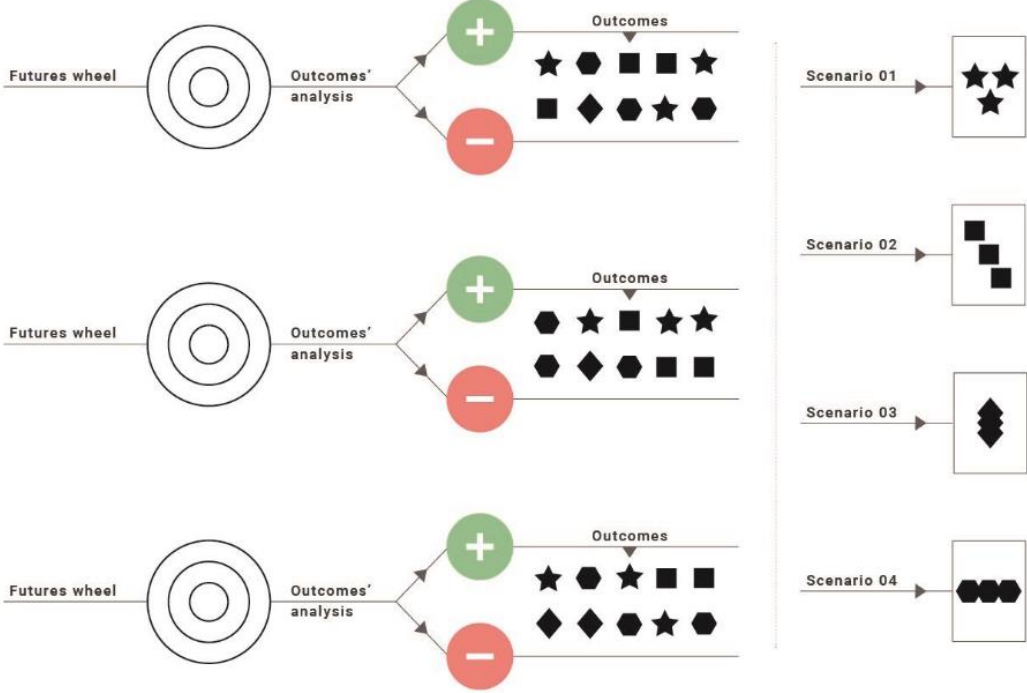 Futures wheel
Outcomes'
analysis
+
−
Outcomes
Futures wheel
Outcomes'
analysis
+
−
Outcomes
Futures wheel
Outcomes'
analysis
+
−
Outcomes
Scenario 01
Scenario 02
Scenario 03
Scenario 04